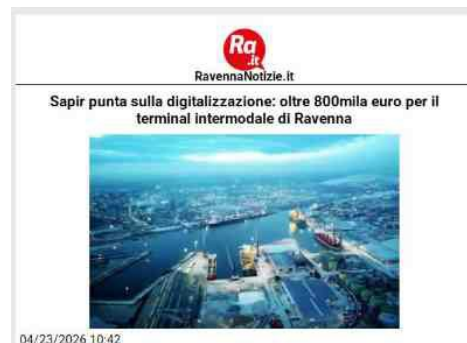 Ra
.it
RavennaNotizie.it
Sapir punta sulla digitalizzazione: oltre 800mila euro per il
terminal intermodale di Ravenna
04/23/2026 10:42